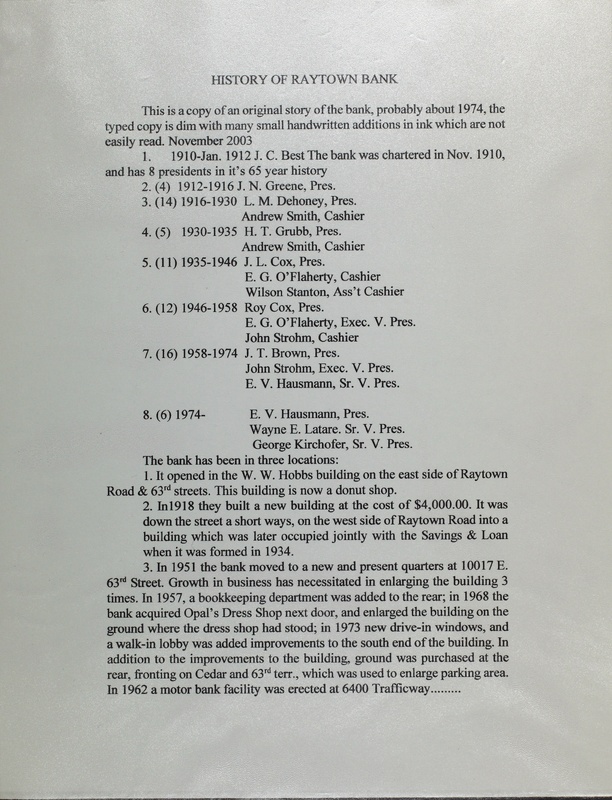 HISTORY OF RAYTOWN BANK
This is a copy of an original story of the bank, probably about 1974, the
typed copy is dim with many small handwritten additions in ink which are not
easily read. November 2003
1. 1910-Jan. 1912 J. C. Best The bank was chartered in Nov. 1910,
and has 8 presidents in it's 65 year history
2. (4) 1912-1916 J. N. Greene, Pres.
3. (14) 1916-1930 L. M. Dehoney, Pres.
Andrew Smith, Cashier
4. (5) 1930-1935 H. T. Grubb, Pres.
Andrew Smith, Cashier
5. (11) 1935-1946 J. L. Cox, Pres.
E. G. O'Flaherty, Cashier
Wilson Stanton, Ass't Cashier
6. (12) 1946-1958 Roy Cox, Pres.
E. G. O'Flaherty, Exec. V. Pres.
John Strohm, Cashier
7. (16) 1958-1974 J. T. Brown, Pres.
John Strohm, Exec. V. Pres.
E. V. Hausmann, Sr. V. Pres.
8. (6) 1974- E. V. Hausmann, Pres.
Wayne E. Latare. Sr. V. Pres.
George Kirchofer, Sr. V. Pres.
The bank has been in three locations:
1. It opened in the W. W. Hobbs building on the east side of Raytown
Road & 63rd streets. This building is now a donut shop.
2. In1918 they built a new building at the cost of $4,000.00. It was
down the street a short ways, on the west side of Raytown Road into a
building which was later occupied jointly with the Savings & Loan
when it was formed in 1934.
3. In 1951 the bank moved to a new and present quarters at 10017 E.
63rd Street. Growth in business has necessitated in enlarging the building 3
times. In 1957, a bookkeeping department was added to the rear; in 1968 the
bank acquired Opal's Dress Shop next door, and enlarged the building on the
ground where the dress shop had stood; in 1973 new drive-in windows, and
a walk-in lobby was added improvements to the south end of the building. In
addition to the improvements to the building, ground was purchased at the
rear, fronting on Cedar and 63rd terr., which was used to enlarge parking area.
In 1962 a motor bank facility was erected at 6400 Trafficway.........